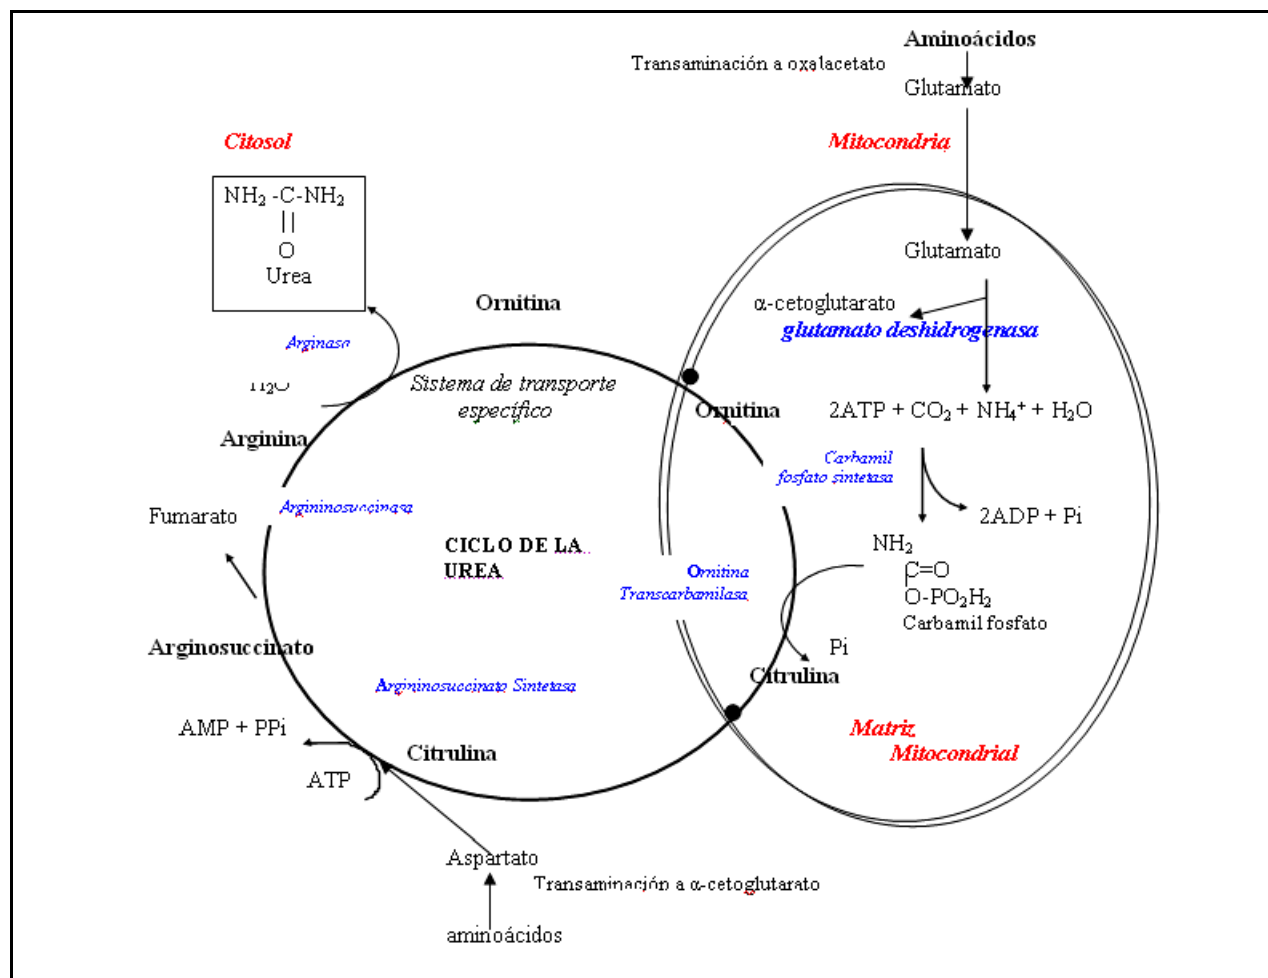 Aminoácidos
Transaminación a oxalacetato
Glutamato
Citosol
Mitocondria
NH₂ -C-NH₂
||
O
Urea
Glutamato
α-cetoglutarato
glutamato deshidrogenasa
Ornitina
Arginasa
H₂O
Sistema de transporte
específico
Ornitina
2ATP + CO₂ + NH₄⁺ + H₂O
Arginina
Carbamil
fosfato sintetasa
Argininosuccinasa
Fumarato
2ADP + Pi
CICLO DE LA
UREA
NH₂
C=O
O-PO₂H₂
Carbamil fosfato
Ornitina
Transcarbamilasa
Arginosuccinato
Pi
Citrulina
Argininosuccinato Sintetasa
AMP + PPi
Citrulina
ATP
Matriz
Mitocondrial
Aspartato
Transaminación a α-cetoglutarato
aminoácidos